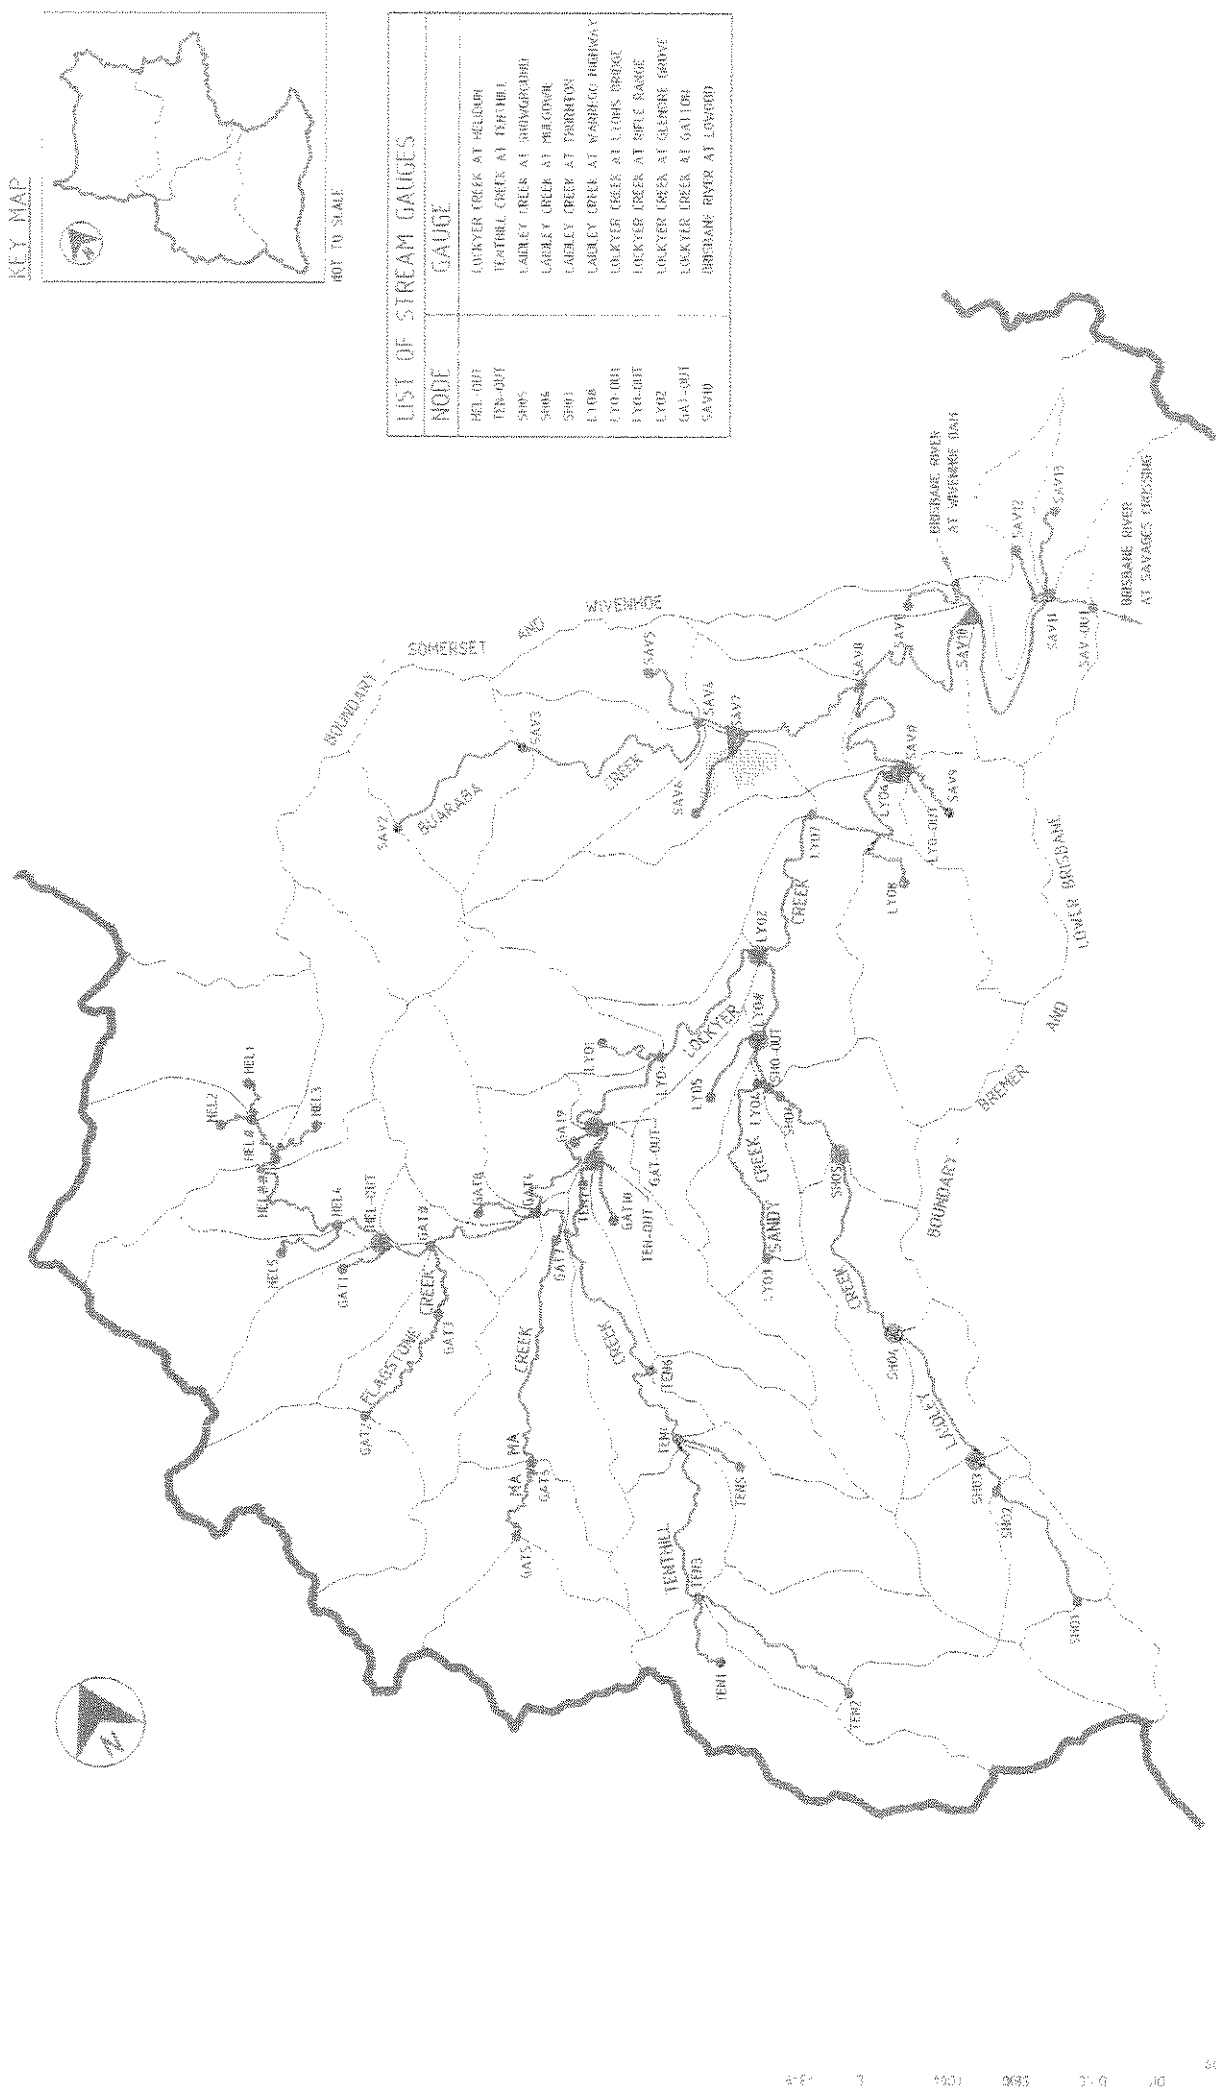 KEY MAP
NOT TO SCALE
LIST OF STREAM GAUGES
NODE GAUGE
HEL-OUT LOCKYER CREEK AT HELIDON
TEN-OUT TENTHILL CREEK AT TENTHILL
SHO5 LAIDLEY CREEK AT SHOWGROUND
SHO4 LAIDLEY CREEK AT MULGOWIE
SHO3 LAIDLEY CREEK AT THORNTON
LYO8 LAIDLEY CREEK AT WARREGO HIGHWAY
LYO-OUT LOCKYER CREEK AT LYONS BRIDGE
LYO-OUT LOCKYER CREEK AT RIFLE RANGE
LYO2 LOCKYER CREEK AT GLENORE GROVE
GAT-OUT LOCKYER CREEK AT GATTON
SAV10 BRISBANE RIVER AT LOWOOD
N
BOUNDARY
SOMERSET
AND
WIVENHOE
BRISBANE RIVER
AT WIVENHOE DAM
BRISBANE RIVER
AT SAVAGES CROSSING
SAV2
BUARABA
SAV3
CREEK
SAV5
SAV4
SAV7
SAV6
SAV8
SAV10
SAV11
SAV12
SAV13
SAV-OUT
SAV9
LYO-OUT
LYO6
LYO8
LYO7
CREEK
LYO2
LOCKYER
LYO1
LYO5
SHO-OUT
SHO6
SHO5
HEL1
HEL2
HEL3
HEL4
HEL5
HEL-OUT
GAT1
GAT2
FLAGSTONE
CREEK
GAT3
GAT4
GAT8
GAT9
GAT-OUT
GAT10
TEN-OUT
GAT7
MA MA
CREEK
GAT5
GAT5
CREEK
TEN6
TEN5
TENTHILL
TEN3
TEN1
TEN2
LYO3
SANDY
CREEK
CREEK
SHO4
LAIDLEY
SHO3
SHO2
SHO1
BOUNDARY
BREMER
AND
LOWER BRISBANE